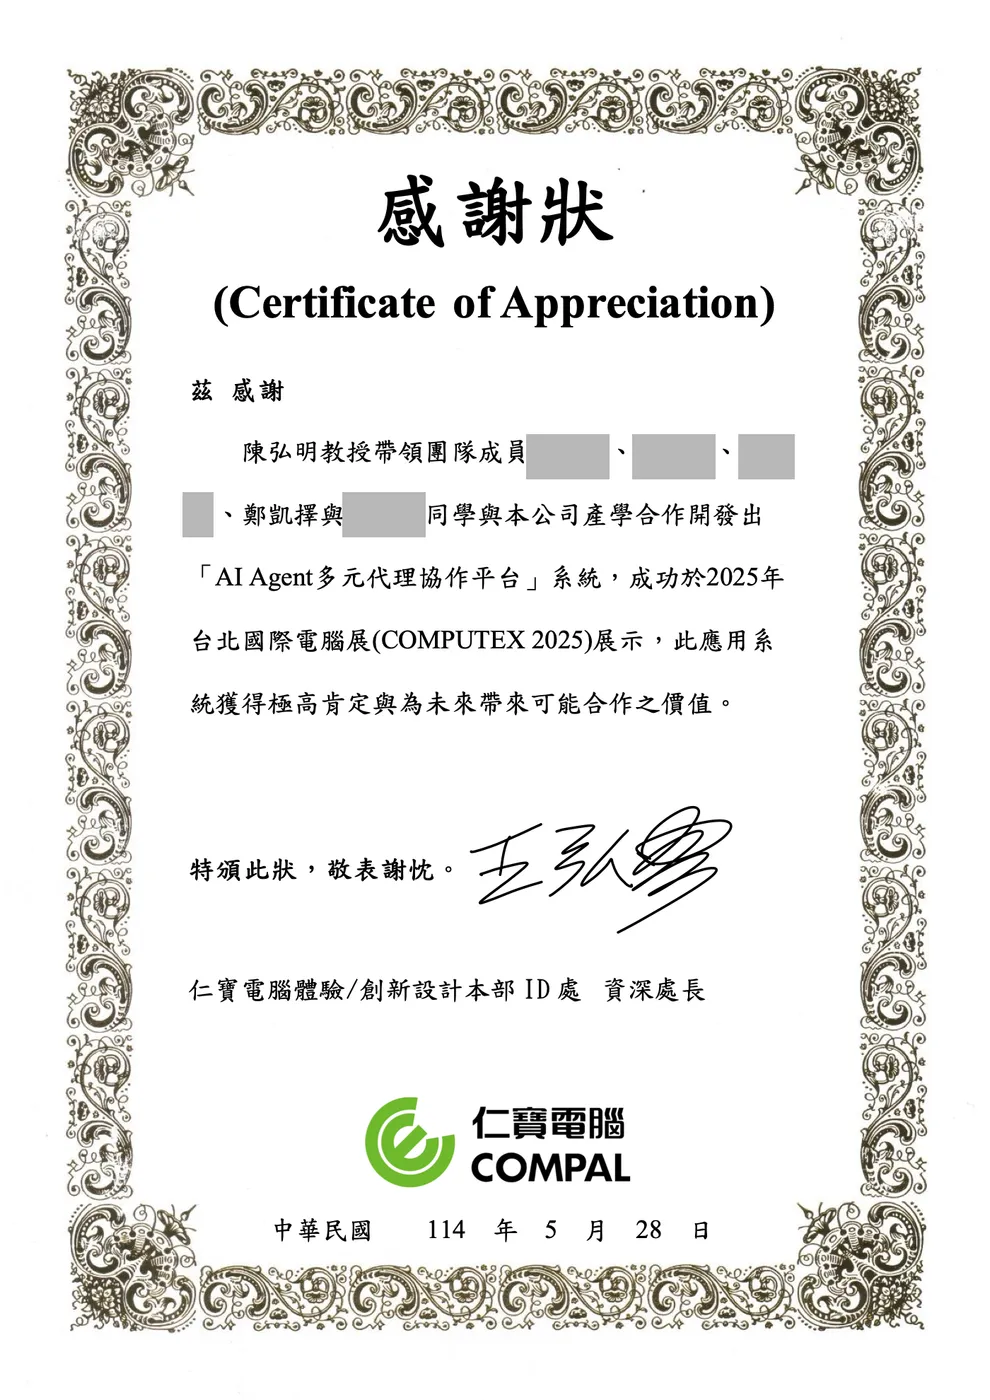 感謝狀
(Certificate of Appreciation)
茲 感謝
陳弘明教授帶領團隊成員、、
、鄭凱擇與同學與本公司產學合作開發出
「AI Agent多元代理協作平台」系統，成功於2025年
台北國際電腦展(COMPUTEX 2025)展示，此應用系
統獲得極高肯定與為未來帶來可能合作之價值。
特頒此狀，敬表謝忱。 王弘
仁寶電腦體驗/創新設計本部 ID 處 資深處長
仁寶電腦
COMPAL
中華民國 114 年 5 月 28 日